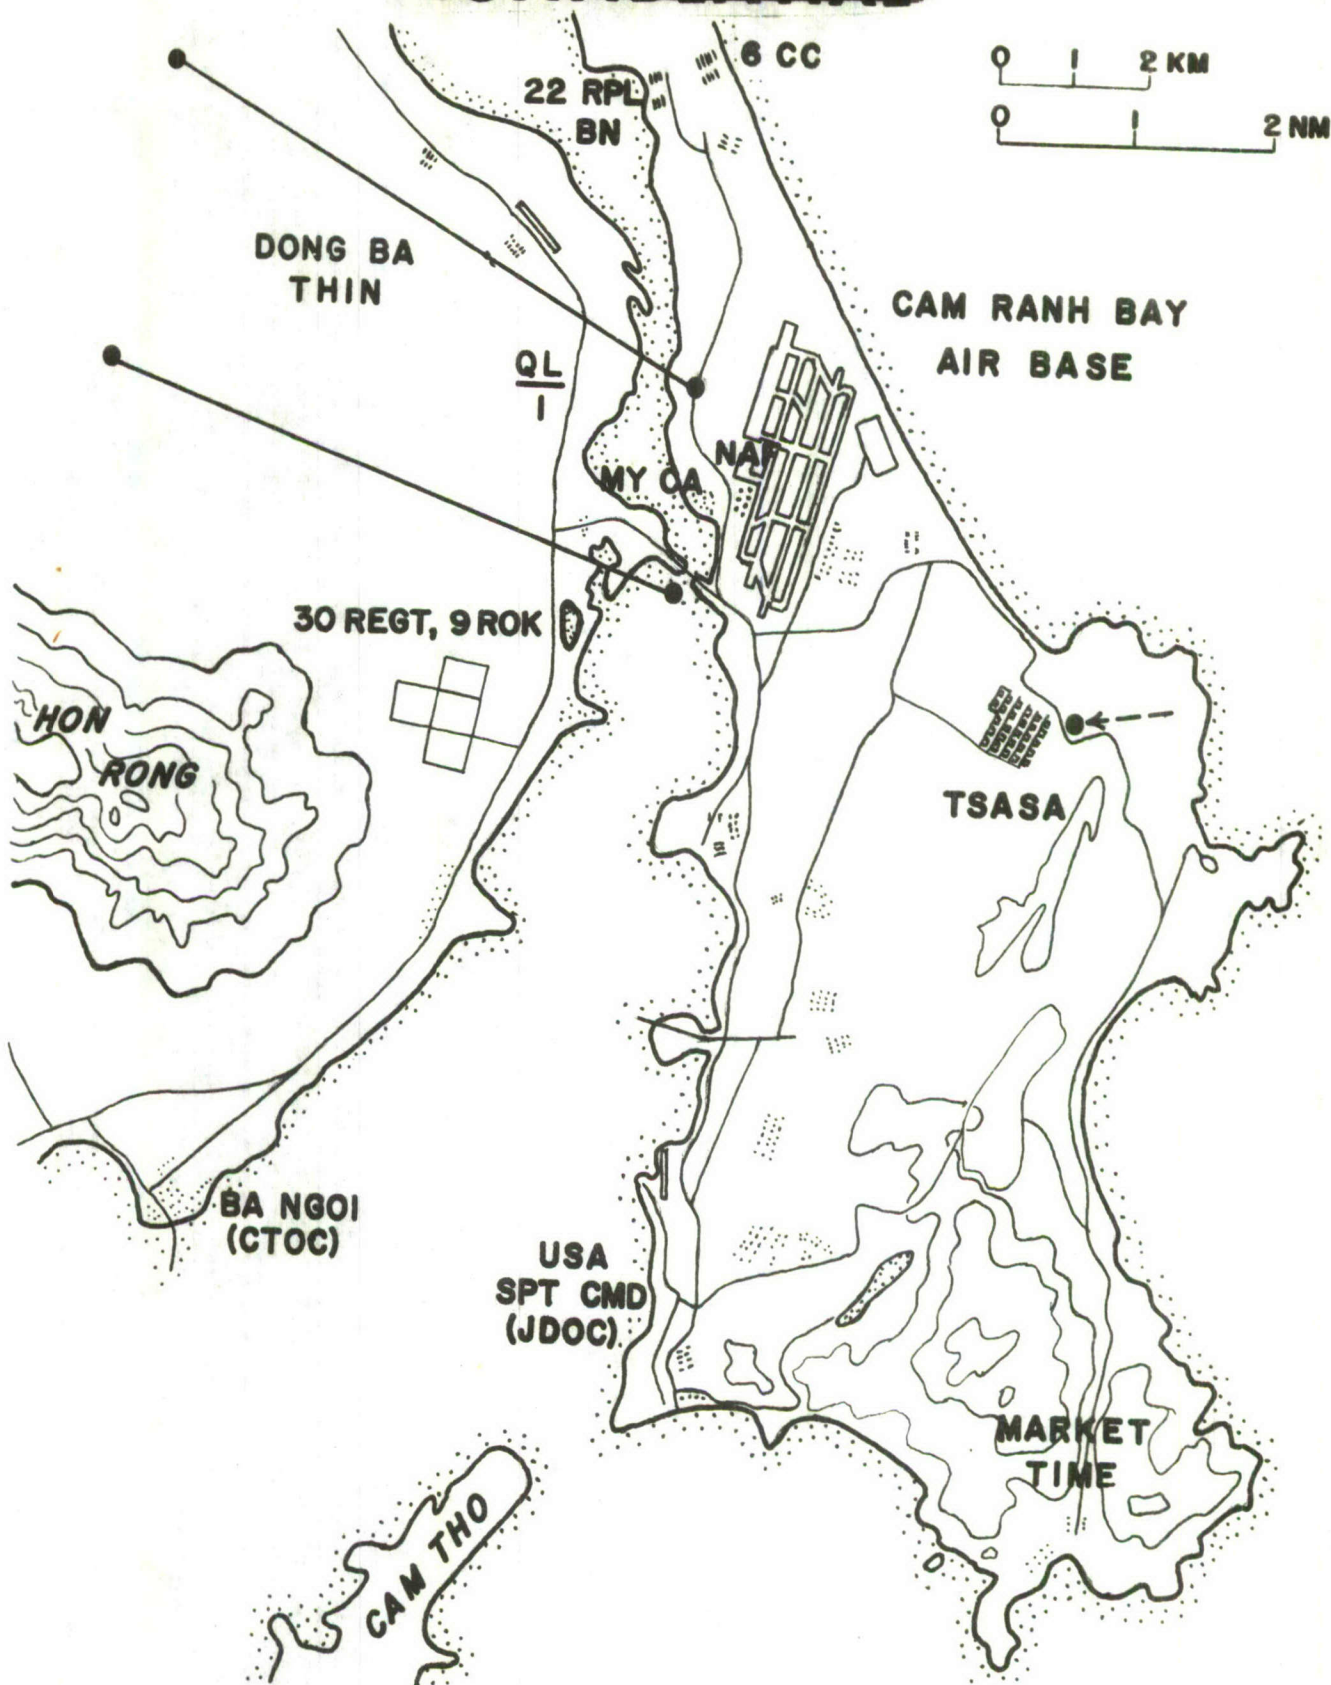 6 CC
0 1 2 KM
22 RPL
BN
0 1 2 NM
DONG BA
THIN
CAM RANH BAY
AIR BASE
QL
1
NAF
MY CA
30 REGT, 9 ROK
HON
RONG
TSASA
BA NGOI
(CTOC)
USA
SPT CMD
(JDOC)
MARKET
TIME
CAM THO